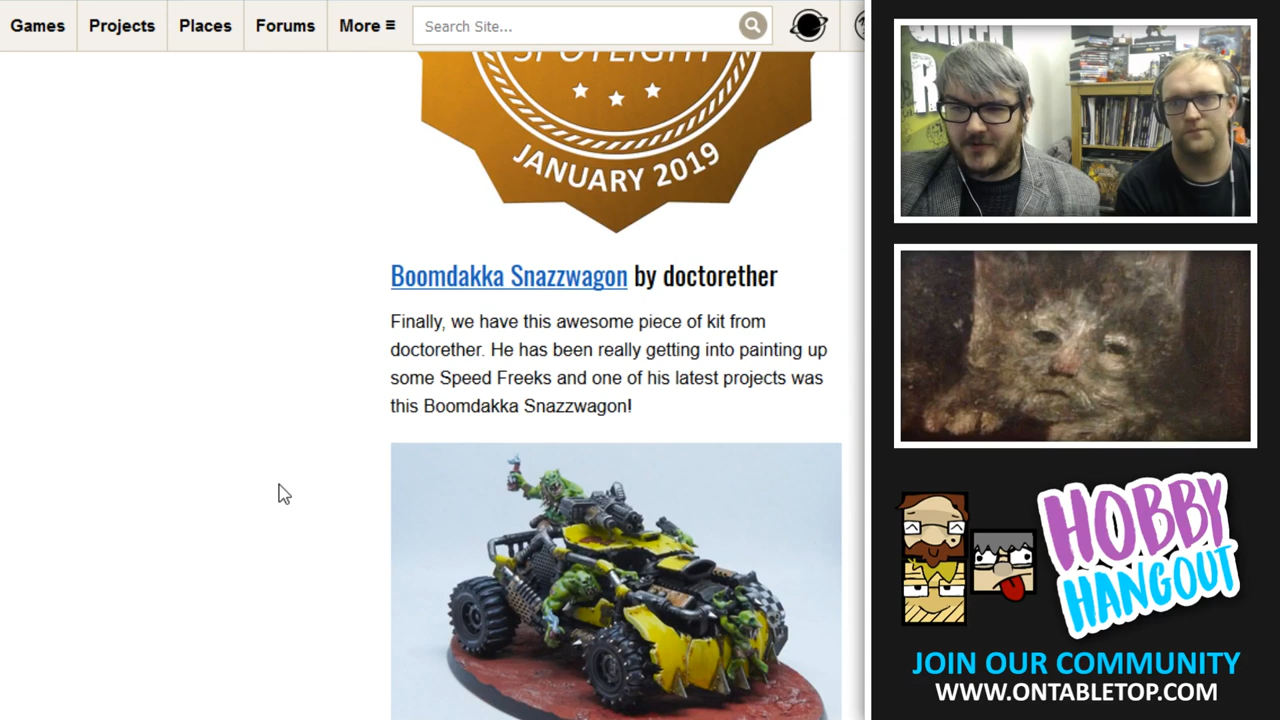 Games
Projects
Places
Forums
More ≡
Search Site...
SPOTLIGHT
JANUARY 2019
Boomdakka Snazzwagon by doctorether
Finally, we have this awesome piece of kit from
doctorether. He has been really getting into painting up
some Speed Freeks and one of his latest projects was
this Boomdakka Snazzwagon!
HOBBY
HANGOUT
JOIN OUR COMMUNITY
WWW.ONTABLETOP.COM